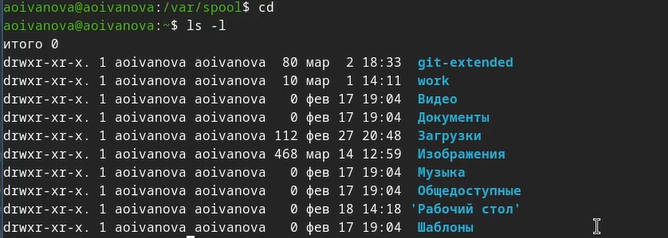 aoivanova@aoivanova:/var/spool$ cd
aoivanova@aoivanova:~$ ls -l
итого 0
drwxr-xr-x. 1 aoivanova aoivanova  80 мар  2 18:33  git-extended
drwxr-xr-x. 1 aoivanova aoivanova  10 мар  1 14:11  work
drwxr-xr-x. 1 aoivanova aoivanova   0 фев 17 19:04  Видео
drwxr-xr-x. 1 aoivanova aoivanova   0 фев 17 19:04  Документы
drwxr-xr-x. 1 aoivanova aoivanova 112 фев 27 20:48  Загрузки
drwxr-xr-x. 1 aoivanova aoivanova 468 мар 14 12:59  Изображения
drwxr-xr-x. 1 aoivanova aoivanova   0 фев 17 19:04  Музыка
drwxr-xr-x. 1 aoivanova aoivanova   0 фев 17 19:04  Общедоступные
drwxr-xr-x. 1 aoivanova aoivanova   0 фев 18 14:18 'Рабочий стол'
drwxr-xr-x. 1 aoivanova aoivanova   0 фев 17 19:04  Шаблоны